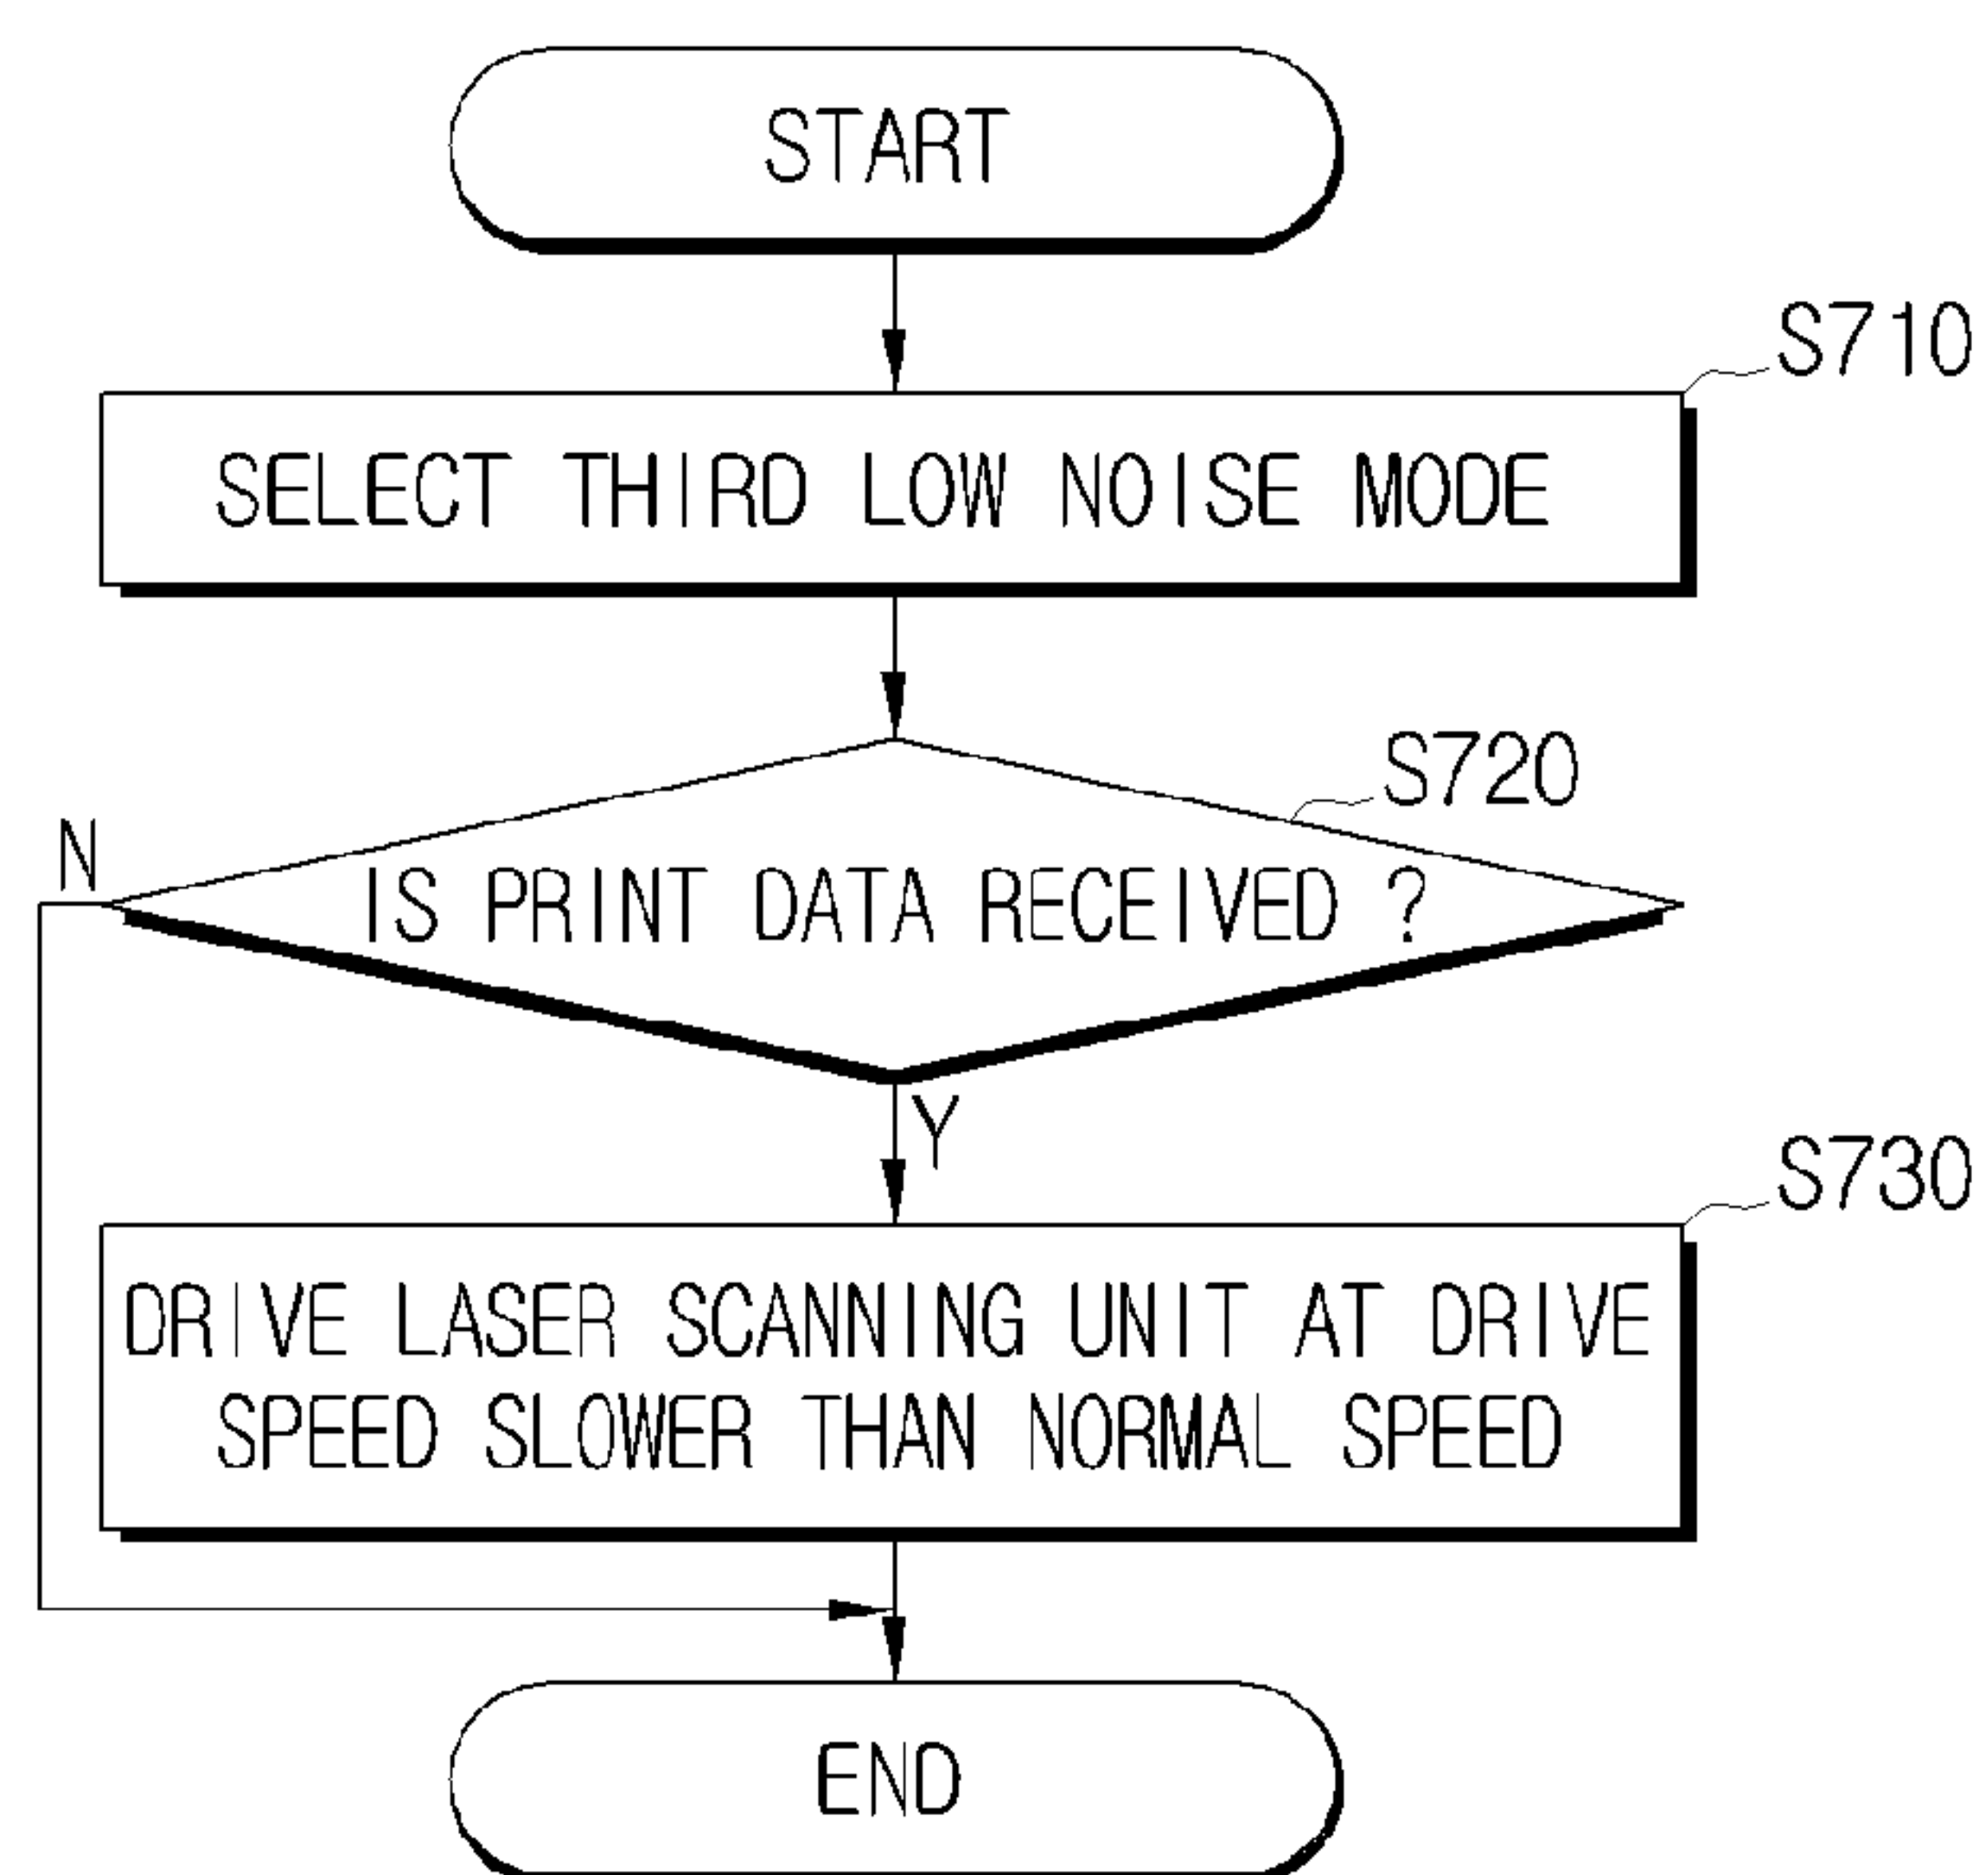 START
S710
SELECT THIRD LOW NOISE MODE
S720
N
IS PRINT DATA RECEIVED ?
Y
S730
DRIVE LASER SCANNING UNIT AT DRIVE
SPEED SLOWER THAN NORMAL SPEED
END